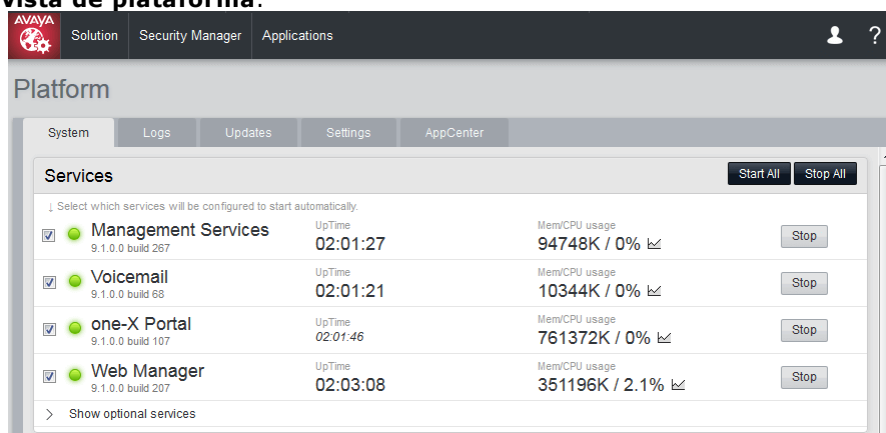 vista de plataforma.
AVAYA
Solution Security Manager Applications ?
Platform
System Logs Updates Settings AppCenter
Services Start All Stop All
↓ Select which services will be configured to start automatically.
Management Services UpTime Mem/CPU usage
9.1.0.0 build 267 02:01:27 94748K / 0% Stop
Voicemail UpTime Mem/CPU usage
9.1.0.0 build 68 02:01:21 10344K / 0% Stop
one-X Portal UpTime Mem/CPU usage
9.1.0.0 build 107 02:01:46 761372K / 0% Stop
Web Manager UpTime Mem/CPU usage
9.1.0.0 build 207 02:03:08 351196K / 2.1% Stop
> Show optional services